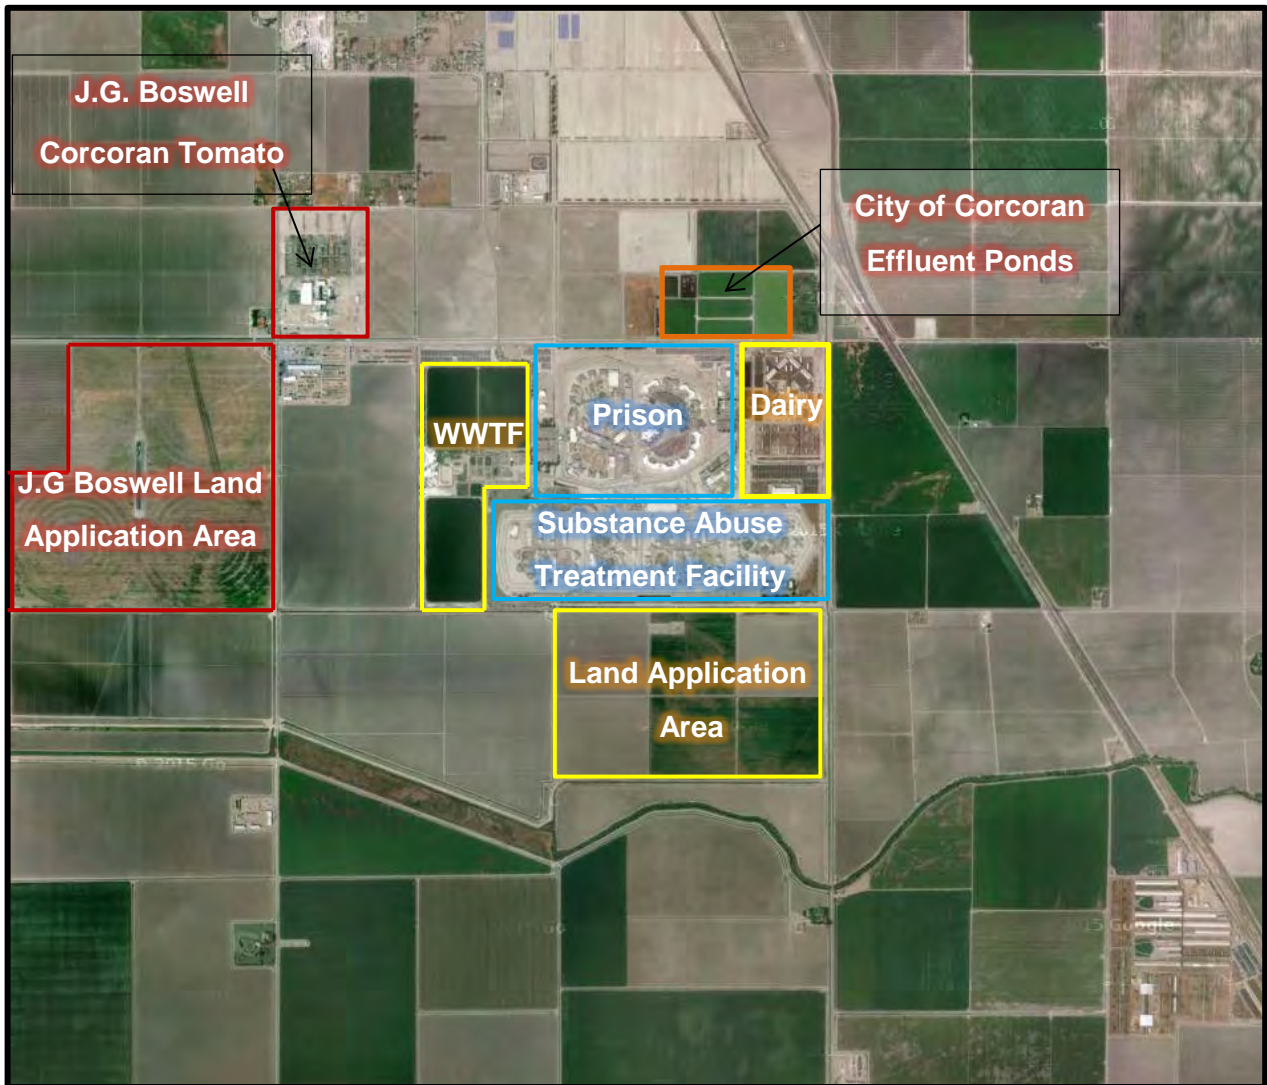 J.G. Boswell
Corcoran Tomato
City of Corcoran
Effluent Ponds
Prison
Dairy
WWTF
J.G Boswell Land
Application Area
Substance Abuse
Treatment Facility
Land Application
Area